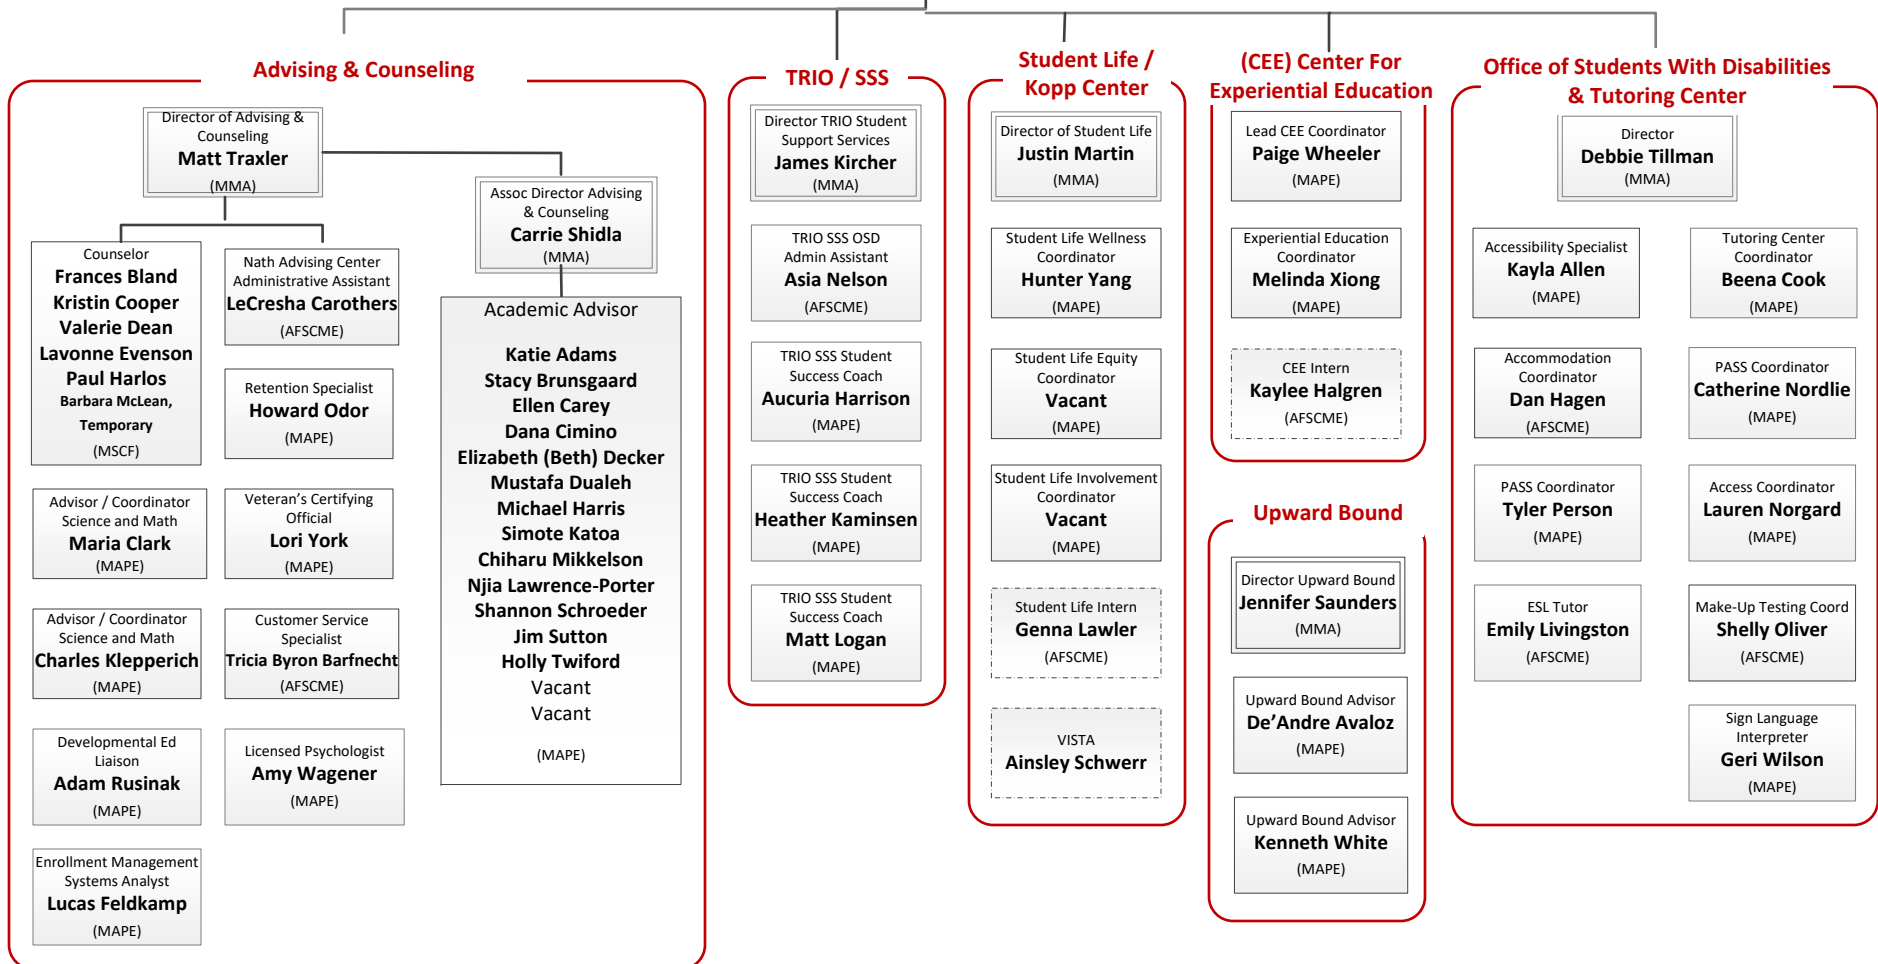 Advising & Counseling
Director of Advising &
Counseling
Matt Traxler
(MMA)
Assoc Director Advising
& Counseling
Carrie Shidla
(MMA)
Counselor
Frances Bland
Kristin Cooper
Valerie Dean
Lavonne Evenson
Paul Harlos
Barbara McLean,
Temporary
(MSCF)
Nath Advising Center
Administrative Assistant
LeCresha Carothers
(AFSCME)
Retention Specialist
Howard Odor
(MAPE)
Advisor / Coordinator
Science and Math
Maria Clark
(MAPE)
Veteran’s Certifying
Official
Lori York
(MAPE)
Advisor / Coordinator
Science and Math
Charles Klepperich
(MAPE)
Customer Service
Specialist
Tricia Byron Barfnecht
(AFSCME)
Developmental Ed
Liaison
Adam Rusinak
(MAPE)
Licensed Psychologist
Amy Wagener
(MAPE)
Enrollment Management
Systems Analyst
Lucas Feldkamp
(MAPE)
Academic Advisor
Katie Adams
Stacy Brunsgaard
Ellen Carey
Dana Cimino
Elizabeth (Beth) Decker
Mustafa Dualeh
Michael Harris
Simote Katoa
Chiharu Mikkelson
Njia Lawrence-Porter
Shannon Schroeder
Jim Sutton
Holly Twiford
Vacant
Vacant
(MAPE)
TRIO / SSS
Director TRIO Student
Support Services
James Kircher
(MMA)
TRIO SSS OSD
Admin Assistant
Asia Nelson
(AFSCME)
TRIO SSS Student
Success Coach
Aucuria Harrison
(MAPE)
TRIO SSS Student
Success Coach
Heather Kaminsen
(MAPE)
TRIO SSS Student
Success Coach
Matt Logan
(MAPE)
Student Life /
Kopp Center
Director of Student Life
Justin Martin
(MMA)
Student Life Wellness
Coordinator
Hunter Yang
(MAPE)
Student Life Equity
Coordinator
Vacant
(MAPE)
Student Life Involvement
Coordinator
Vacant
(MAPE)
Student Life Intern
Genna Lawler
(AFSCME)
VISTA
Ainsley Schwerr
(CEE) Center For
Experiential Education
Lead CEE Coordinator
Paige Wheeler
(MAPE)
Experiential Education
Coordinator
Melinda Xiong
(MAPE)
CEE Intern
Kaylee Halgren
(AFSCME)
Upward Bound
Director Upward Bound
Jennifer Saunders
(MMA)
Upward Bound Advisor
De’Andre Avaloz
(MAPE)
Upward Bound Advisor
Kenneth White
(MAPE)
Office of Students With Disabilities
& Tutoring Center
Director
Debbie Tillman
(MMA)
Accessibility Specialist
Kayla Allen
(MAPE)
Tutoring Center
Coordinator
Beena Cook
(MAPE)
Accommodation
Coordinator
Dan Hagen
(AFSCME)
PASS Coordinator
Catherine Nordlie
(MAPE)
PASS Coordinator
Tyler Person
(MAPE)
Access Coordinator
Lauren Norgard
(MAPE)
ESL Tutor
Emily Livingston
(AFSCME)
Make-Up Testing Coord
Shelly Oliver
(AFSCME)
Sign Language
Interpreter
Geri Wilson
(MAPE)